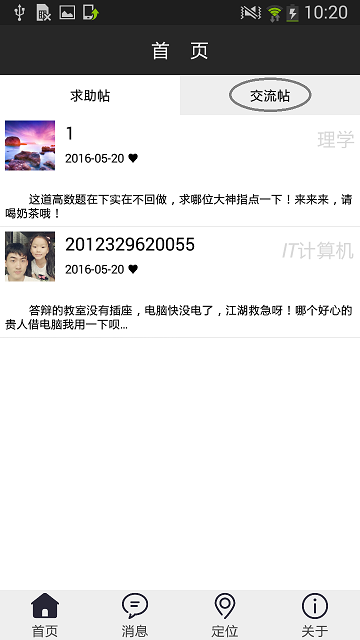 10:20
首 页
求助帖
交流帖
1
理学
2016-05-20 ♥
这道高数题在下实在不回做，求哪位大神指点一下！来来来，请
喝奶茶哦！
2012329620055
IT计算机
2016-05-20 ♥
答辩的教室没有插座，电脑快没电了，江湖救急呀！哪个好心的
贵人借电脑我用一下呗...
首页
消息
定位
关于